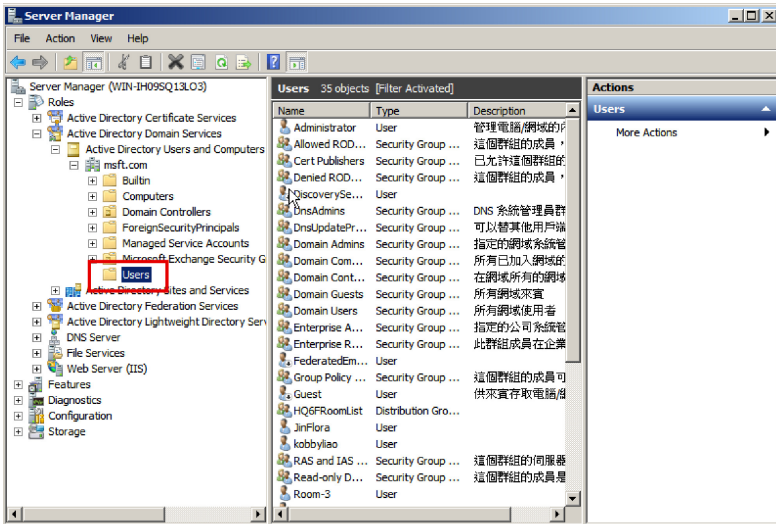 Server Manager
File Action View Help
Server Manager (WIN-IH09SQ13LO3)
Roles
Active Directory Certificate Services
Active Directory Domain Services
Active Directory Users and Computers
msft.com
Builtin
Computers
Domain Controllers
ForeignSecurityPrincipals
Managed Service Accounts
Microsoft Exchange Security G
Users
Active Directory Sites and Services
Active Directory Federation Services
Active Directory Lightweight Directory Serv
DNS Server
File Services
Web Server (IIS)
Features
Diagnostics
Configuration
Storage
Users 35 objects [Filter Activated]
Name Type Description
Administrator User 管理電腦/網域的內
Allowed ROD... Security Group ... 這個群組的成員，
Cert Publishers Security Group ... 已允許這個群組的
Denied ROD... Security Group ... 這個群組的成員，
DiscoverySe... User
DnsAdmins Security Group ... DNS 系統管理員群
DnsUpdatePr... Security Group ... 可以替其他用戶端
Domain Admins Security Group ... 指定的網域系統管
Domain Com... Security Group ... 所有已加入網域的
Domain Cont... Security Group ... 在網域所有的網域
Domain Guests Security Group ... 所有網域來賓
Domain Users Security Group ... 所有網域使用者
Enterprise A... Security Group ... 指定的公司系統管
Enterprise R... Security Group ... 此群組成員在企業
FederatedEm... User
Group Policy ... Security Group ... 這個群組的成員可
Guest User 供來賓存取電腦/網
HQ6FRoomList Distribution Gro...
JinFlora User
kobbyliao User
RAS and IAS ... Security Group ... 這個群組的伺服器
Read-only D... Security Group ... 這個群組的成員是
Room-3 User
Actions
Users
More Actions